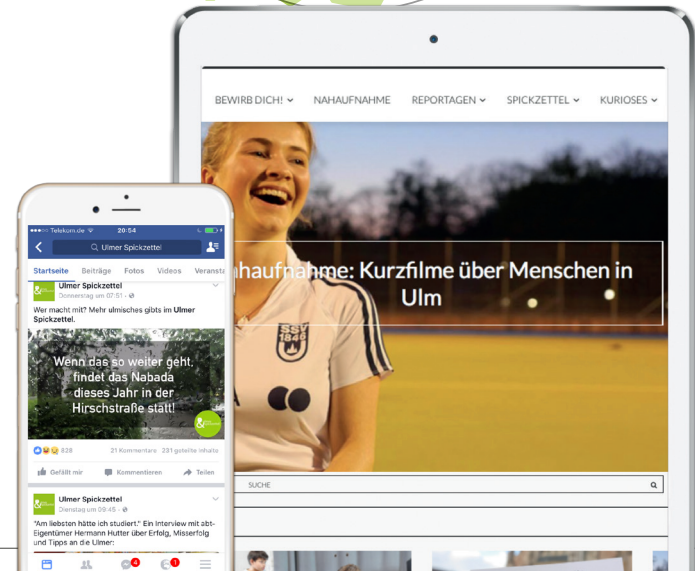 BEWIRB DICH!
NAHAUFNAHME
REPORTAGEN
SPICKZETTEL
KURIOSES
haufnahme: Kurzfilme über Menschen in
Ulm
SSV
1846
SUCHE
Telekom.de
20:54
Ulmer Spickzettel
Startseite
Beiträge
Fotos
Videos
Veransta
Ulmer Spickzettel
Donnerstag um 07:51
Wer macht mit? Mehr ulmisches gibts im Ulmer
Spickzettel.
Wenn das so weiter geht,
findet das Nabada
dieses Jahr in der
Hirschstraße statt!
828
21 Kommentare
231 geteilte Inhalte
Gefällt mir
Kommentieren
Teilen
Ulmer Spickzettel
Dienstag um 09:45
"Am liebsten hätte ich studiert." Ein Interview mit abt-
Eigentümer Hermann Hutter über Erfolg, Misserfolg
und Tipps an die Ulmer:
4
1